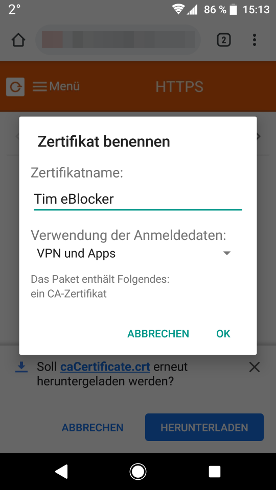 2°
86 %
15:13
2
Menü
HTTPS
Zertifikat benennen
Zertifikatname:
Tim eBlocker
Verwendung der Anmeldedaten:
VPN und Apps
Das Paket enthält Folgendes:
ein CA-Zertifikat
ABBRECHEN
OK
Soll caCertificate.crt erneut
heruntergeladen werden?
ABBRECHEN
HERUNTERLADEN